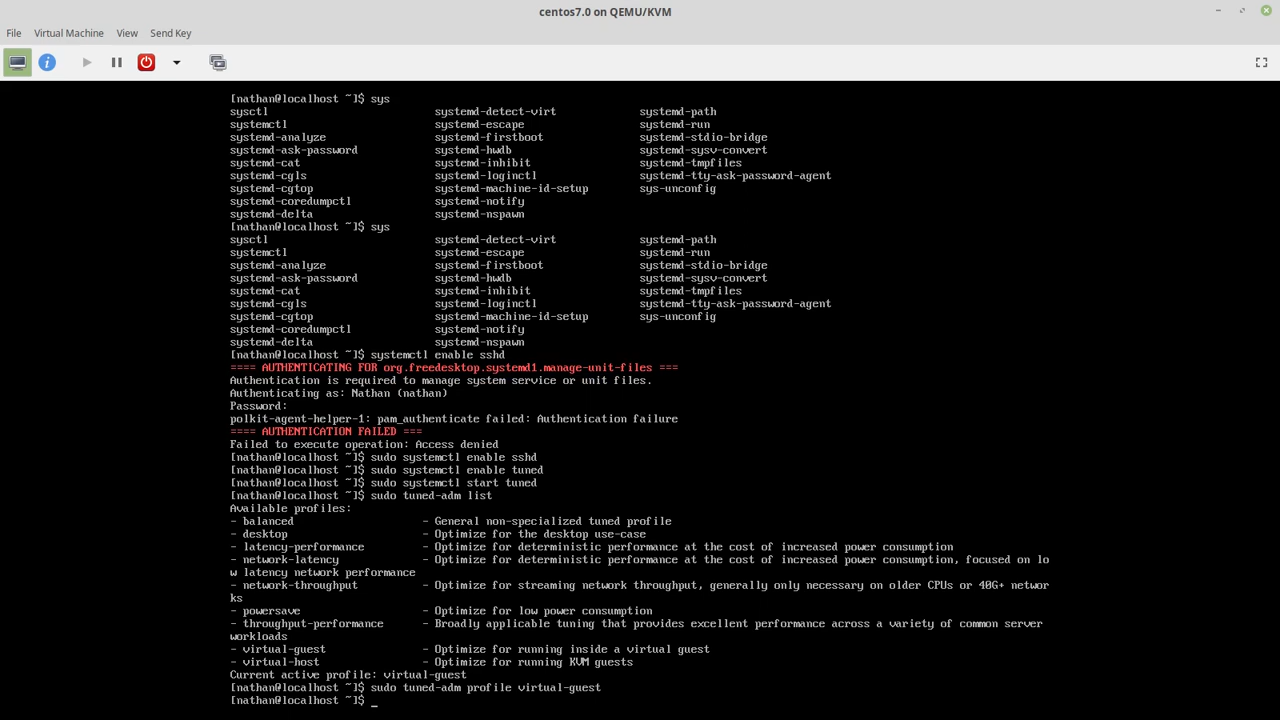 centos7.0 on QEMU/KVM
File Virtual Machine View Send Key
[nathan@localhost ~]$ sys
sysctl systemd-detect-virt systemd-path
systemctl systemd-escape systemd-run
systemd-analyze systemd-firstboot systemd-stdio-bridge
systemd-ask-password systemd-hwdb systemd-sysv-convert
systemd-cat systemd-inhibit systemd-tmpfiles
systemd-cgls systemd-loginctl systemd-tty-ask-password-agent
systemd-cgtop systemd-machine-id-setup sys-unconfig
systemd-coredumpctl systemd-notify
systemd-delta systemd-nspawn
[nathan@localhost ~]$ sys
sysctl systemd-detect-virt systemd-path
systemctl systemd-escape systemd-run
systemd-analyze systemd-firstboot systemd-stdio-bridge
systemd-ask-password systemd-hwdb systemd-sysv-convert
systemd-cat systemd-inhibit systemd-tmpfiles
systemd-cgls systemd-loginctl systemd-tty-ask-password-agent
systemd-cgtop systemd-machine-id-setup sys-unconfig
systemd-coredumpctl systemd-notify
systemd-delta systemd-nspawn
[nathan@localhost ~]$ systemctl enable sshd
==== AUTHENTICATING FOR org.freedesktop.systemd1.manage-unit-files ===
Authentication is required to manage system service or unit files.
Authenticating as: Nathan (nathan)
Password:
polkit-agent-helper-1: pam_authenticate failed: Authentication failure
==== AUTHENTICATION FAILED ===
Failed to execute operation: Access denied
[nathan@localhost ~]$ sudo systemctl enable sshd
[nathan@localhost ~]$ sudo systemctl enable tuned
[nathan@localhost ~]$ sudo systemctl start tuned
[nathan@localhost ~]$ sudo tuned-adm list
Available profiles:
- balanced - General non-specialized tuned profile
- desktop - Optimize for the desktop use-case
- latency-performance - Optimize for deterministic performance at the cost of increased power consumption
- network-latency - Optimize for deterministic performance at the cost of increased power consumption, focused on lo
w latency network performance
- network-throughput - Optimize for streaming network throughput, generally only necessary on older CPUs or 40G+ networ
ks
- powersave - Optimize for low power consumption
- throughput-performance - Broadly applicable tuning that provides excellent performance across a variety of common server
workloads
- virtual-guest - Optimize for running inside a virtual guest
- virtual-host - Optimize for running KVM guests
Current active profile: virtual-guest
[nathan@localhost ~]$ sudo tuned-adm profile virtual-guest
[nathan@localhost ~]$ _